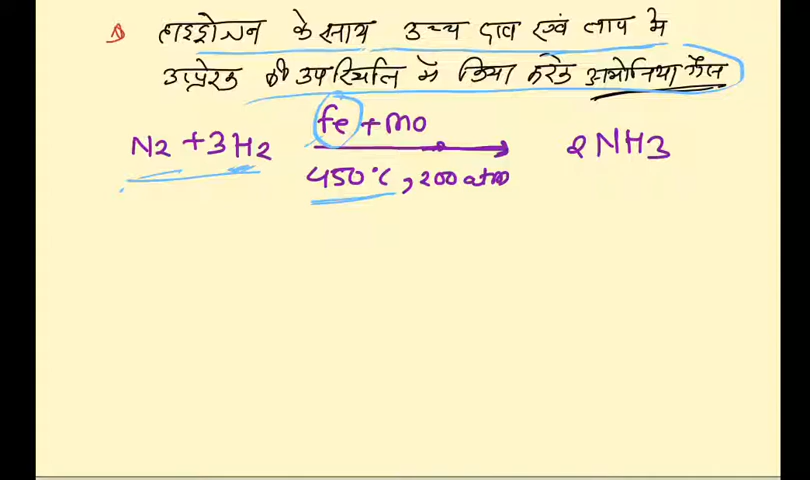 हाइड्रोजन के साथ उच्च दाव एवं ताप मे
उत्प्रेरक की उपस्थिति में क्रिया करके अमोनिया गैस
Fe + Mo
N2 + 3H2 2NH3
450°C, 200 atm